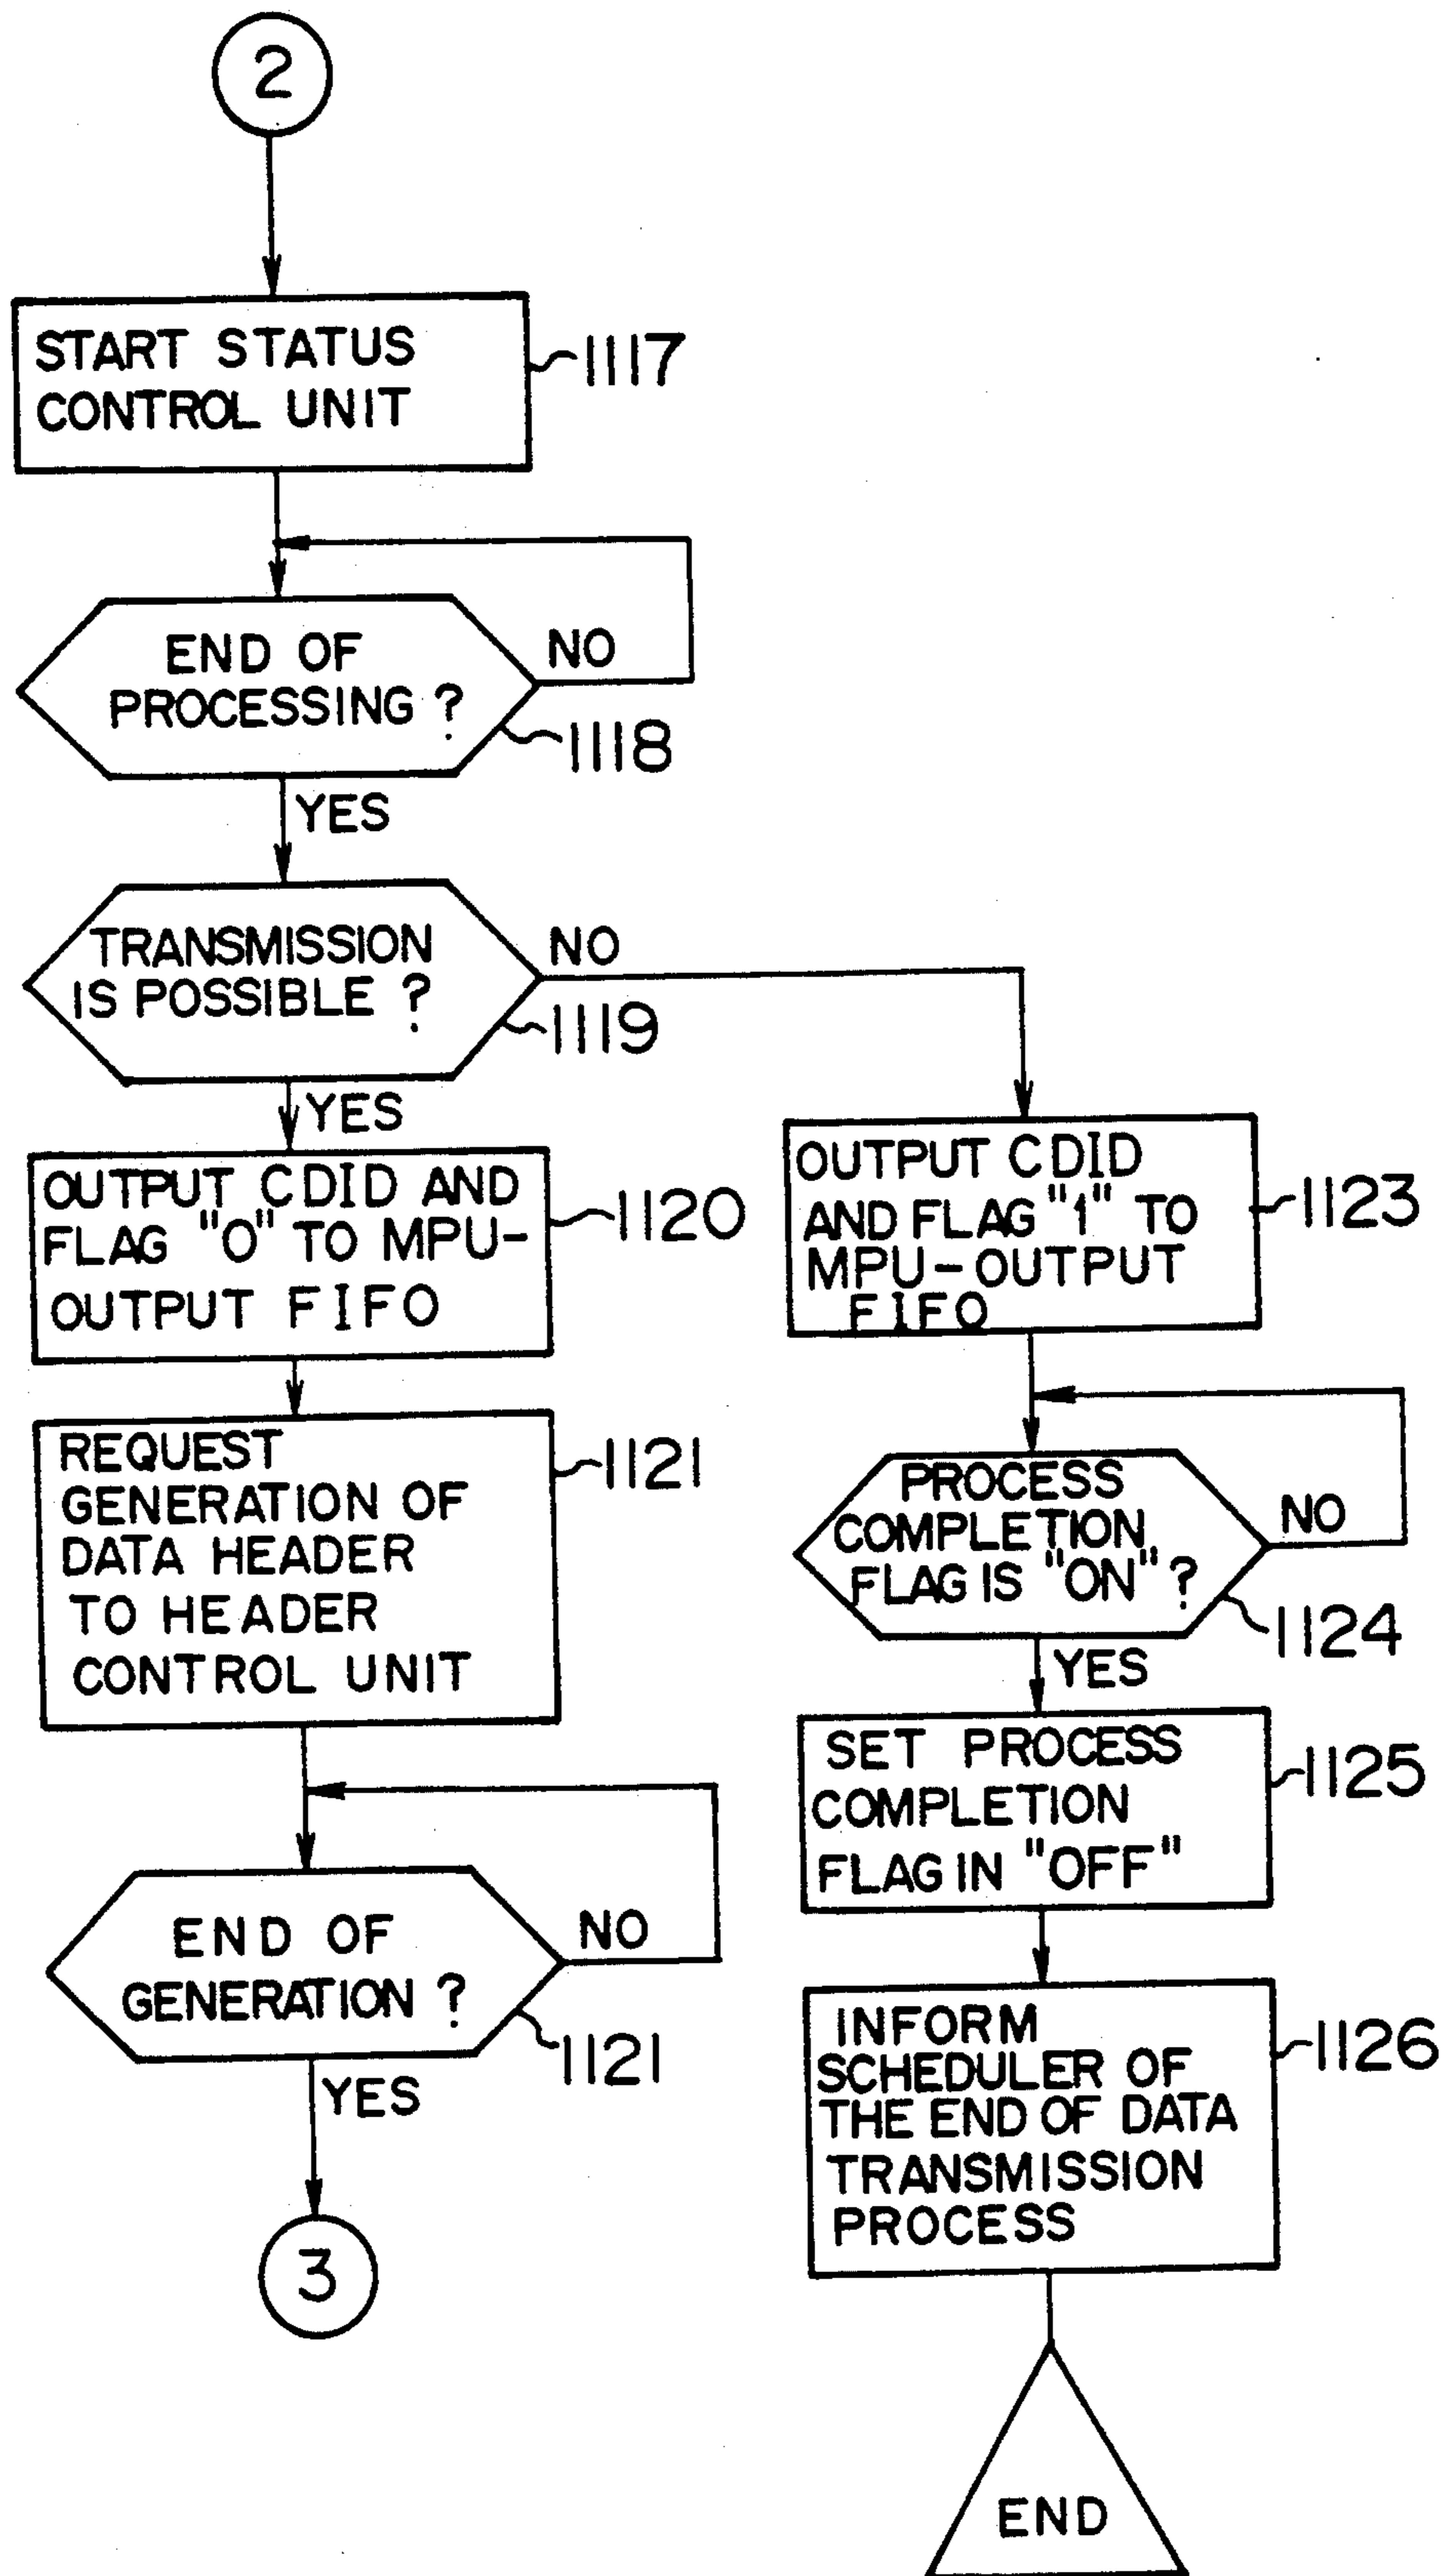 2
START STATUS
CONTROL UNIT
1117
END OF
PROCESSING ?
NO
1118
YES
TRANSMISSION
IS POSSIBLE ?
NO
1119
YES
OUTPUT CDID AND
FLAG "0" TO MPU-
OUTPUT FIFO
1120
REQUEST
GENERATION OF
DATA HEADER
TO HEADER
CONTROL UNIT
1121
END OF
GENERATION ?
NO
1121
YES
3
OUTPUT CDID
AND FLAG "1" TO
MPU-OUTPUT
FIFO
1123
PROCESS
COMPLETION
FLAG IS "ON" ?
NO
1124
YES
SET PROCESS
COMPLETION
FLAG IN "OFF"
1125
INFORM
SCHEDULER OF
THE END OF DATA
TRANSMISSION
PROCESS
1126
END